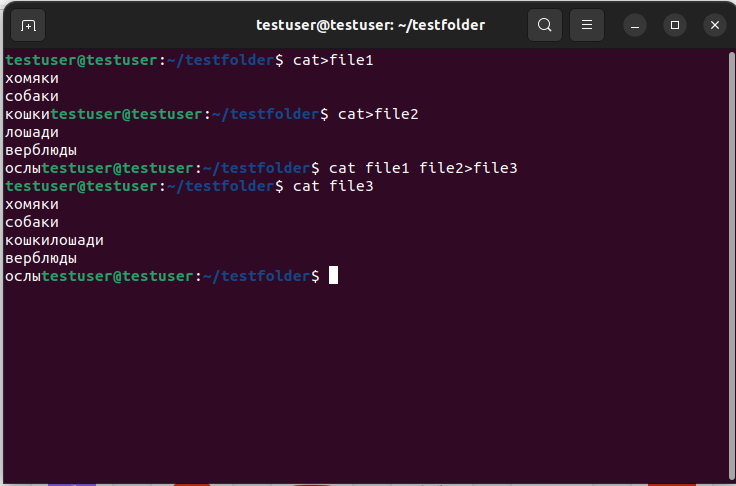 testuser@testuser: ~/testfolder
testuser@testuser:~/testfolder$ cat>file1
хомяки
собаки
кошкиtestuser@testuser:~/testfolder$ cat>file2
лошади
верблюды
ослыtestuser@testuser:~/testfolder$ cat file1 file2>file3
testuser@testuser:~/testfolder$ cat file3
хомяки
собаки
кошкилошади
верблюды
ослыtestuser@testuser:~/testfolder$